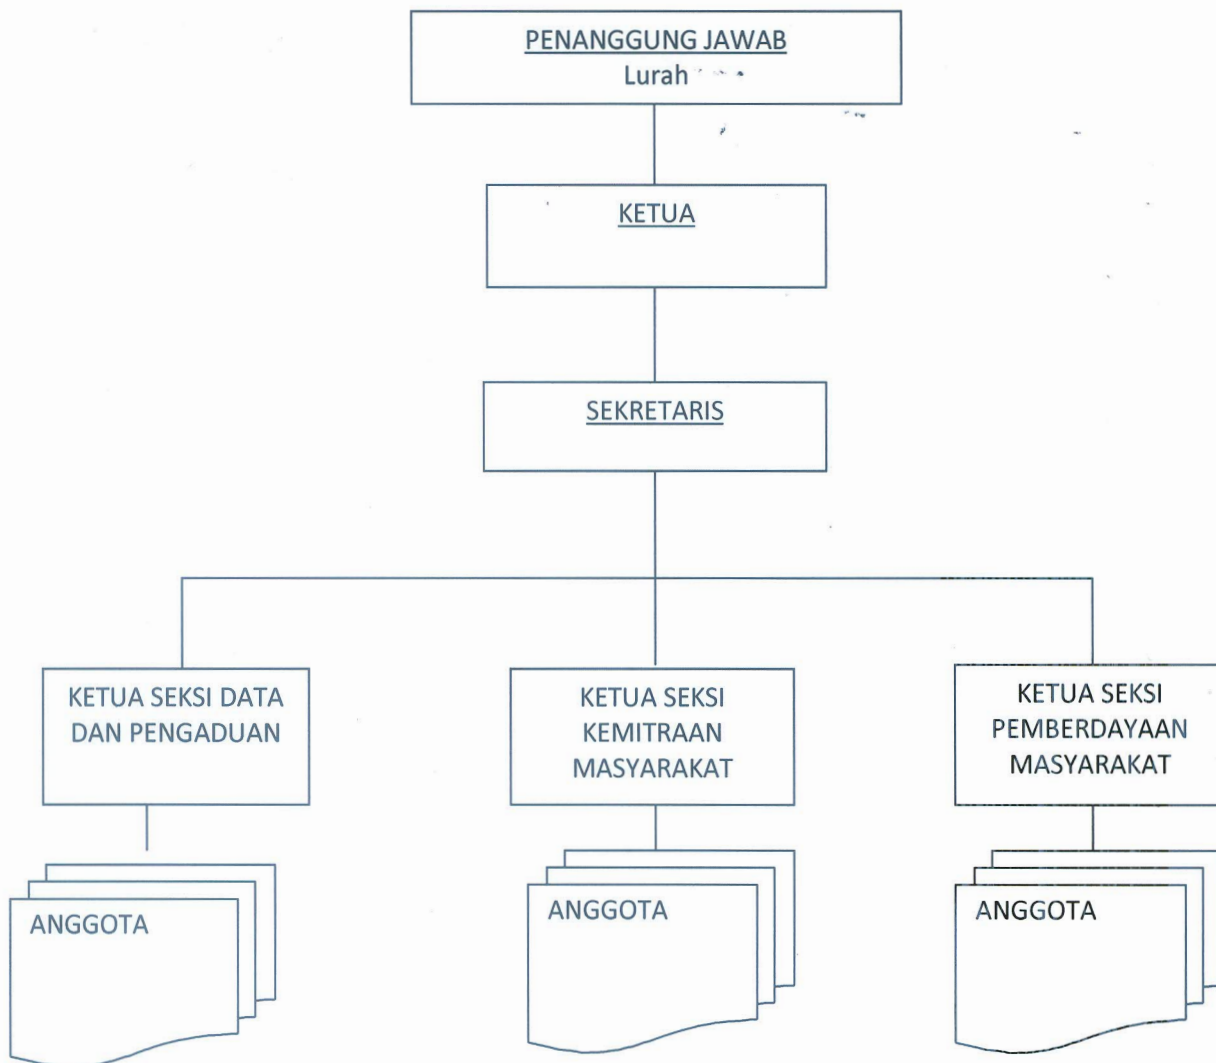 PENANGGUNG JAWAB
Lurah
KETUA
SEKRETARIS
KETUA SEKSI DATA
DAN PENGADUAN
KETUA SEKSI
KEMITRAAN
MASYARAKAT
KETUA SEKSI
PEMBERDAYAAN
MASYARAKAT
ANGGOTA
ANGGOTA
ANGGOTA